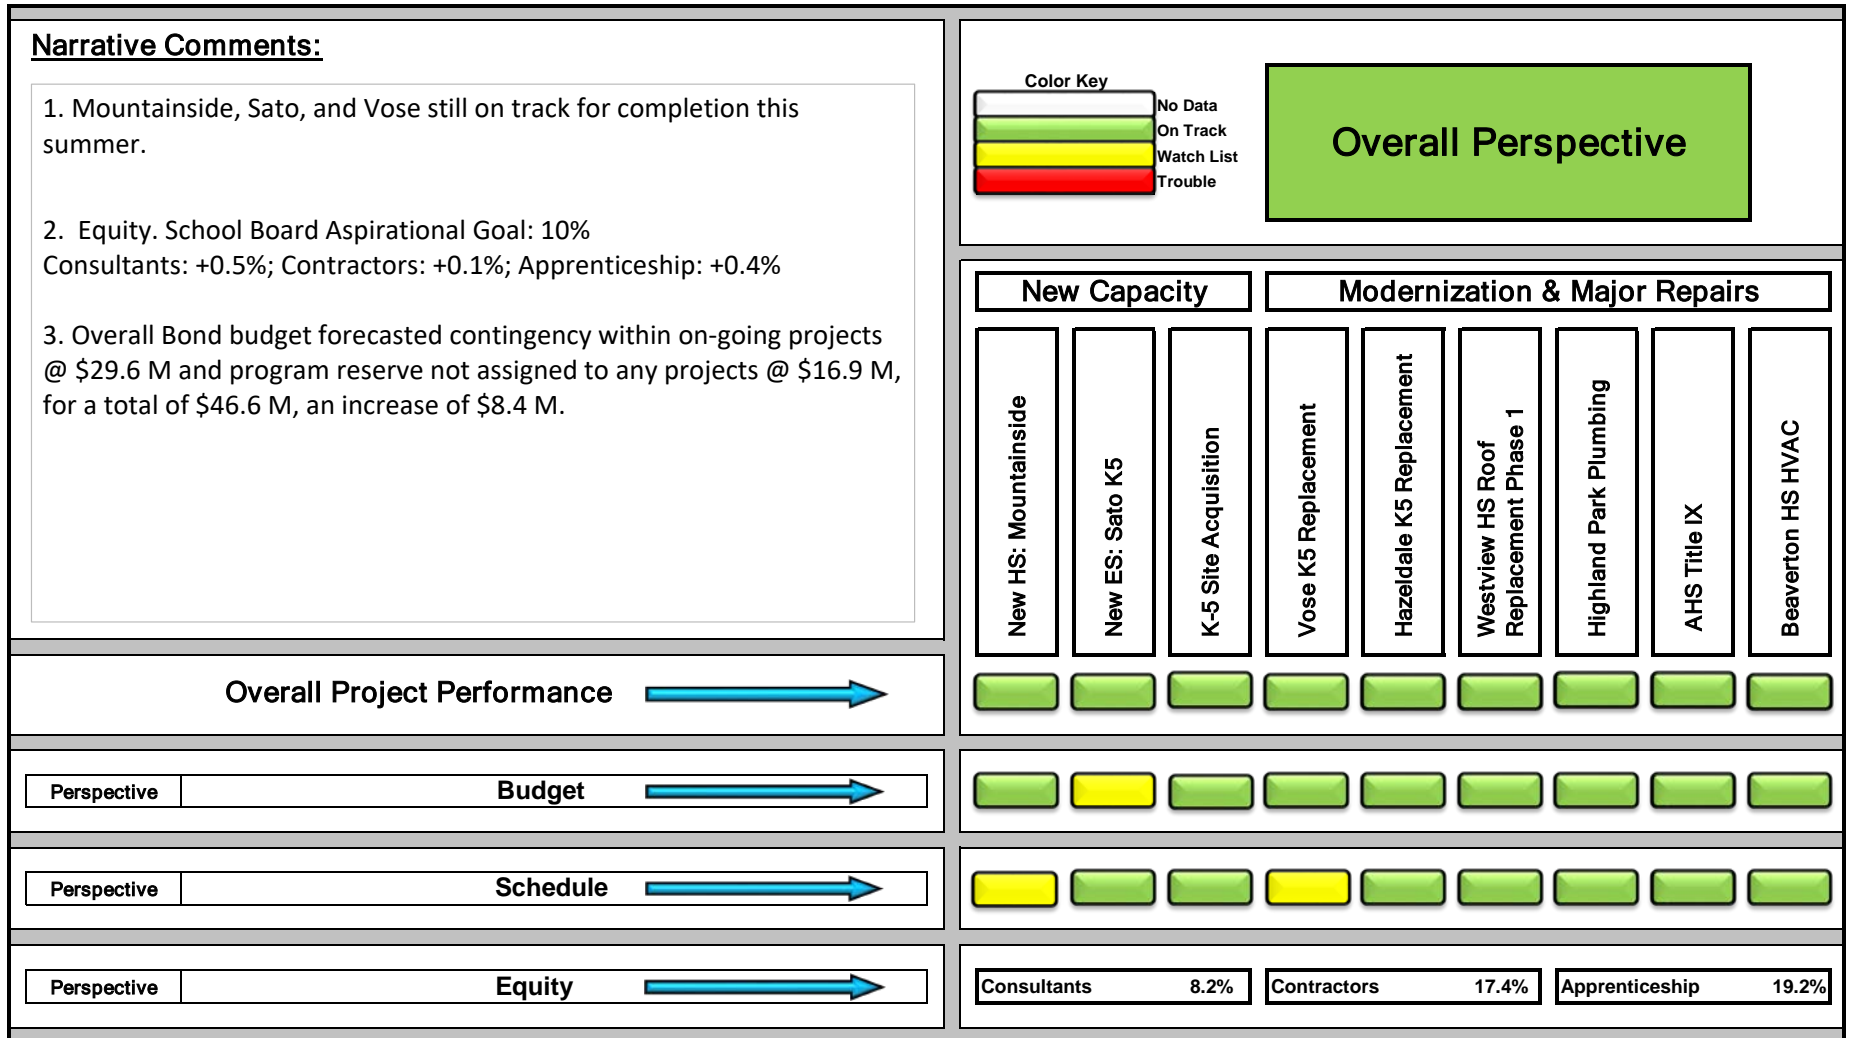 Narrative Comments:
1. Mountainside, Sato, and Vose still on track for completion this
summer.
2.  Equity. School Board Aspirational Goal: 10%
Consultants: +0.5%; Contractors: +0.1%; Apprenticeship: +0.4%
3. Overall Bond budget forecasted contingency within on-going projects
@ $29.6 M and program reserve not assigned to any projects @ $16.9 M,
for a total of $46.6 M, an increase of $8.4 M.
Color Key
No Data
On Track
Watch List
Trouble
Overall Perspective
New Capacity
Modernization & Major Repairs
New HS: Mountainside
New ES: Sato K5
K-5 Site Acquisition
Vose K5 Replacement
Hazeldale K5 Replacement
Westview HS Roof
Replacement Phase 1
Highland Park Plumbing
AHS Title IX
Beaverton HS HVAC
Overall Project Performance
Perspective
Budget
Perspective
Schedule
Perspective
Equity
Consultants 8.2%
Contractors 17.4%
Apprenticeship 19.2%